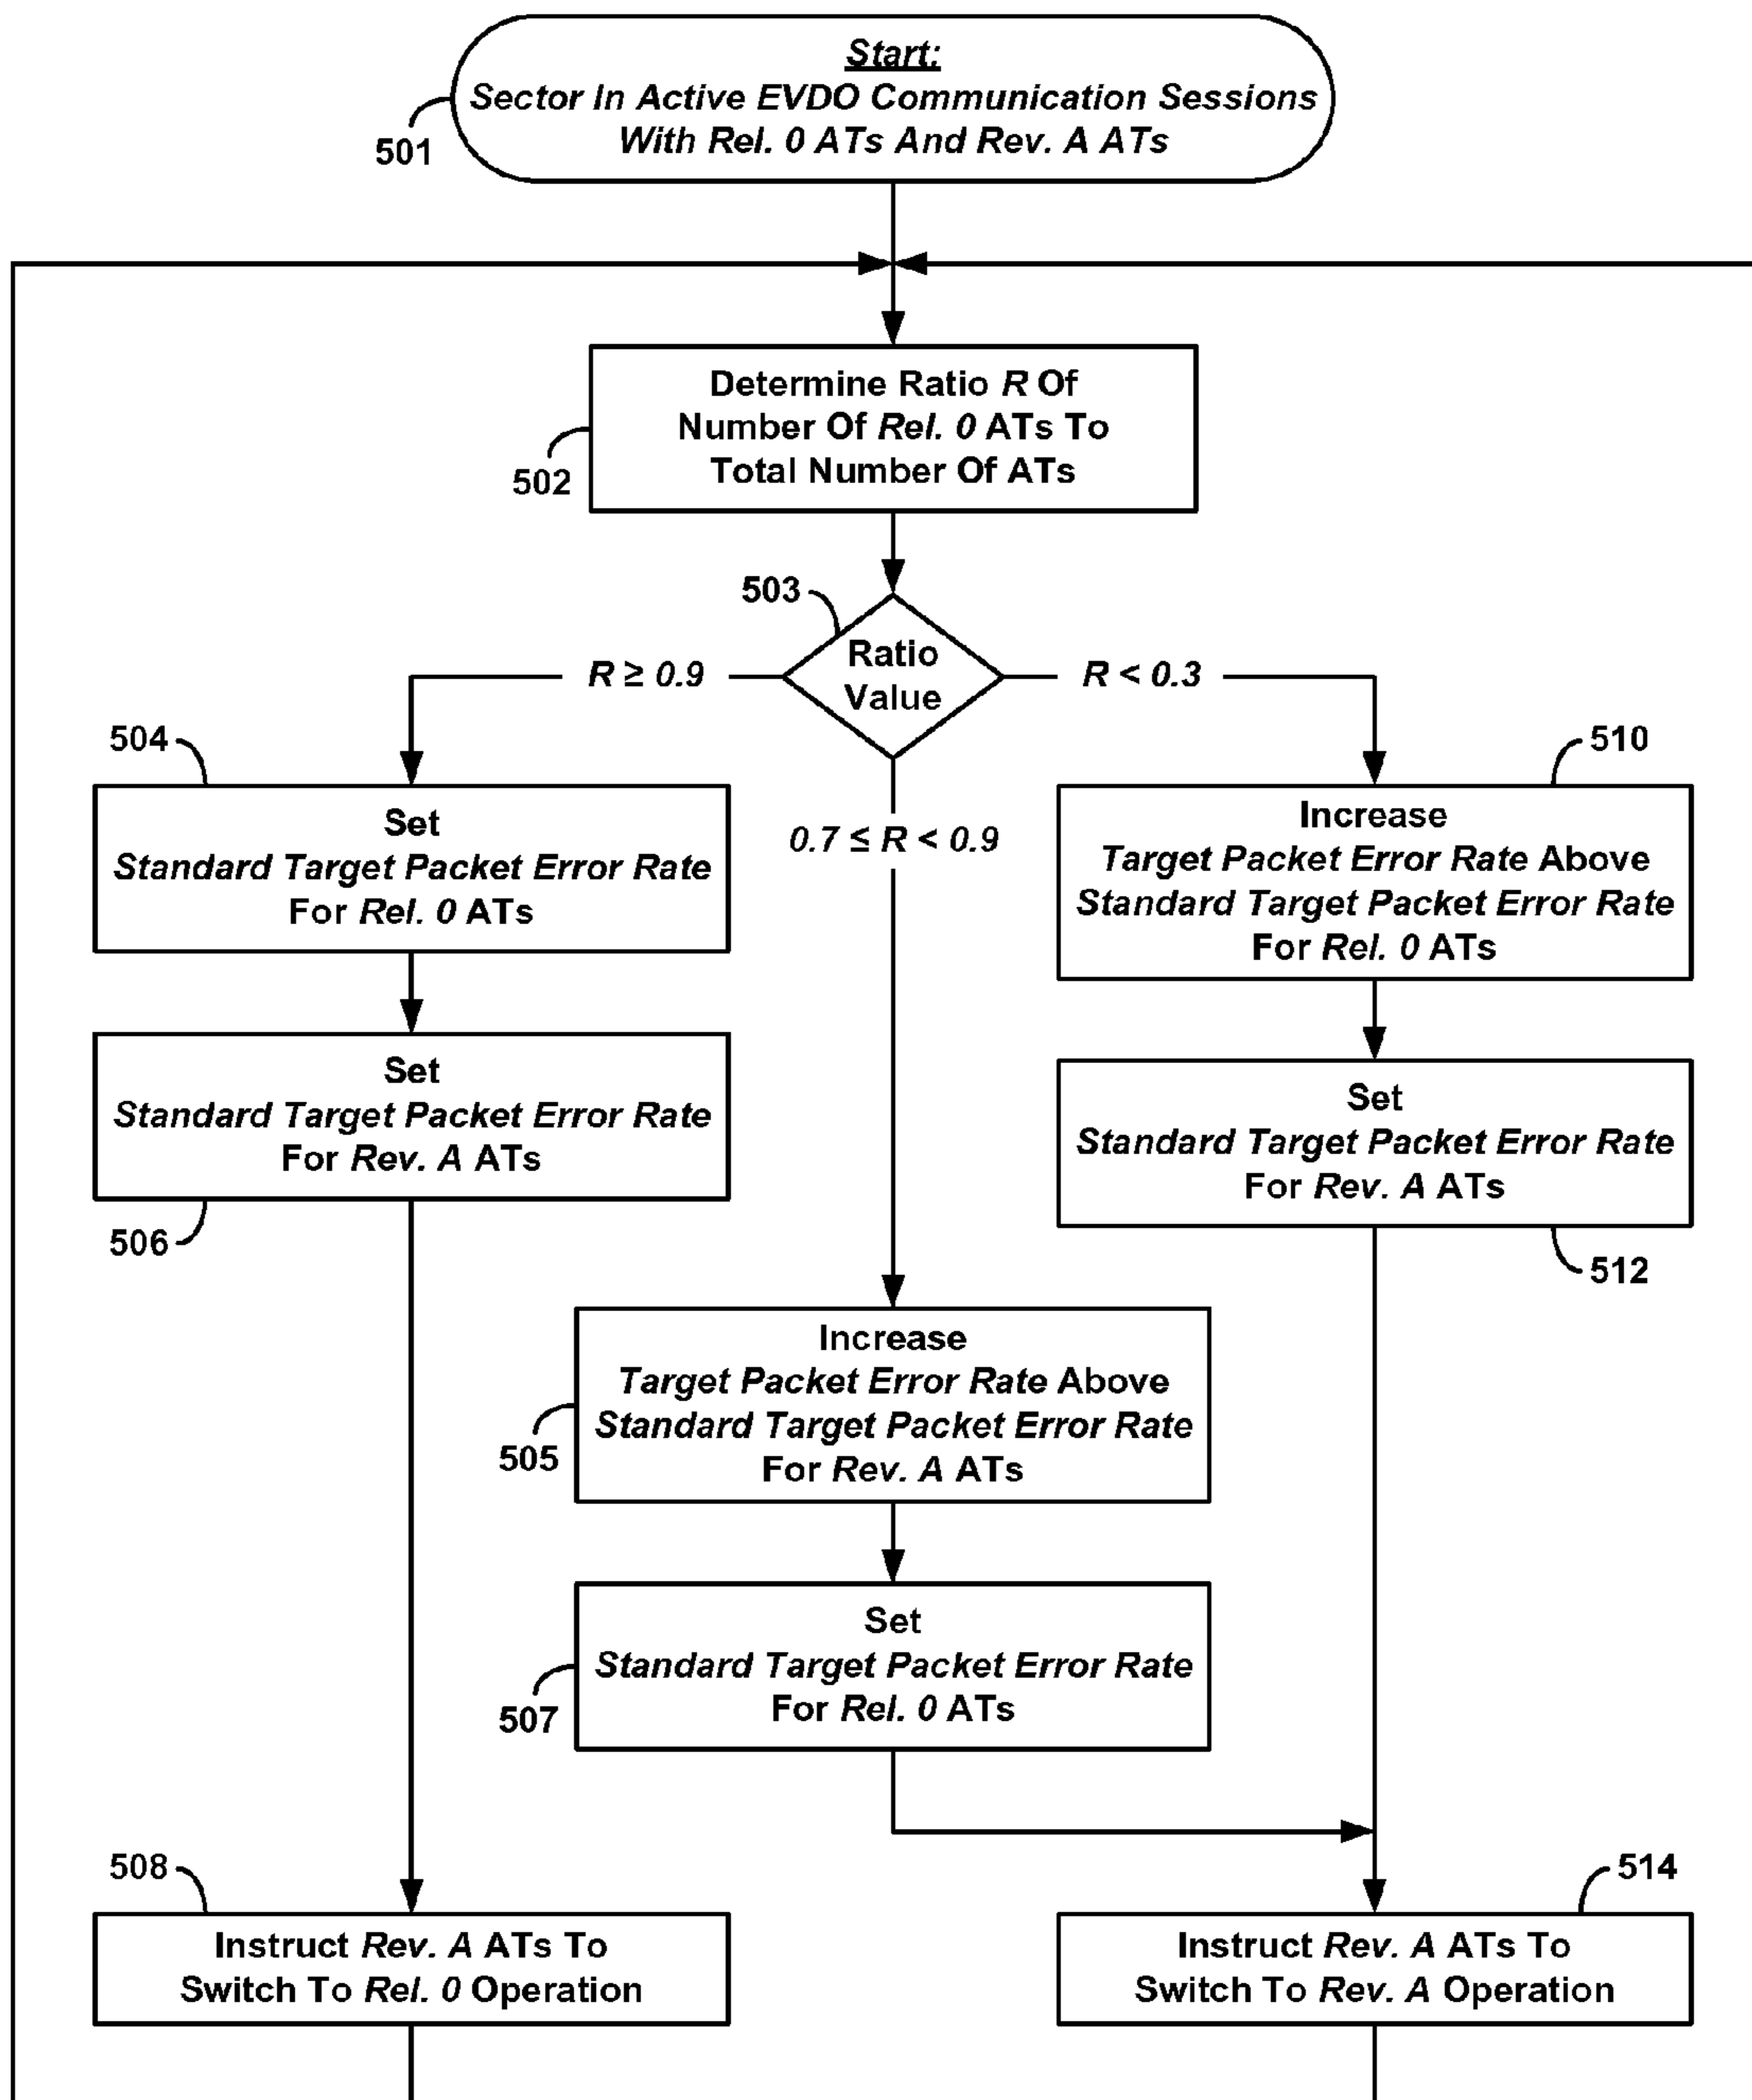 Start:
Sector In Active EVDO Communication Sessions
With Rel. 0 ATs And Rev. A ATs
501
Determine Ratio R Of
Number Of Rel. 0 ATs To
Total Number Of ATs
502
503
Ratio
Value
R ≥ 0.9
R < 0.3
0.7 ≤ R < 0.9
504
Set
Standard Target Packet Error Rate
For Rel. 0 ATs
510
Increase
Target Packet Error Rate Above
Standard Target Packet Error Rate
For Rel. 0 ATs
Set
Standard Target Packet Error Rate
For Rev. A ATs
506
Set
Standard Target Packet Error Rate
For Rev. A ATs
512
Increase
Target Packet Error Rate Above
Standard Target Packet Error Rate
For Rev. A ATs
505
Set
Standard Target Packet Error Rate
For Rel. 0 ATs
507
508
Instruct Rev. A ATs To
Switch To Rel. 0 Operation
514
Instruct Rev. A ATs To
Switch To Rev. A Operation